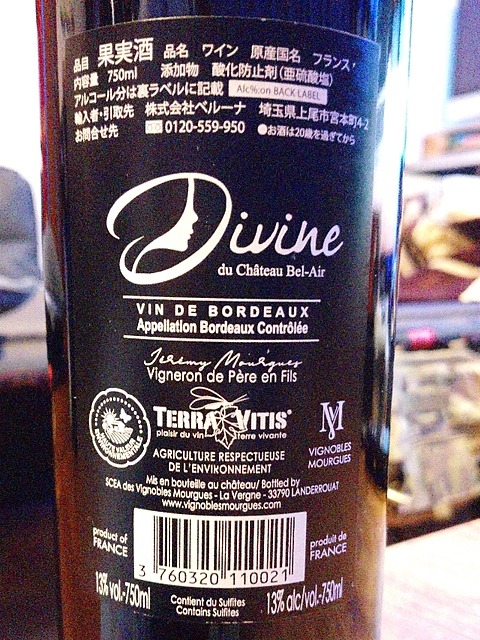 品目 果実酒 品名 ワイン 原産国名 フランス
内容量 750ml 添加物 酸化防止剤(亜硫酸塩)
アルコール分は裏ラベルに記載 Alc%:on BACK LABEL
輸入者・引取先 株式会社ベルーナ 埼玉県上尾市宮本町4-2
お問合せ先 0120-559-950 ●お酒は20歳を過ぎてから
Divine
du Château Bel-Air
VIN DE BORDEAUX
Appellation Bordeaux Contrôlée
Jérémy Mourgues
Vigneron de Père en Fils
HAUTE VALEUR ENVIRONNEMENTALE
TERRA VITIS®
plaisir du vin terre vivante
AGRICULTURE RESPECTUEUSE
DE L'ENVIRONNEMENT
VM
VIGNOBLES
MOURGUES
Mis en bouteille au château/ Bottled by
SCEA des Vignobles Mourgues - La Vergne - 33790 LANDERROUAT
www.vignoblesmourgues.com
product of
FRANCE
produit de
FRANCE
3 760320 110021
13% vol.-750ml
Contient du Sulfites
Contains Sulfites
13% alc/vol-750ml